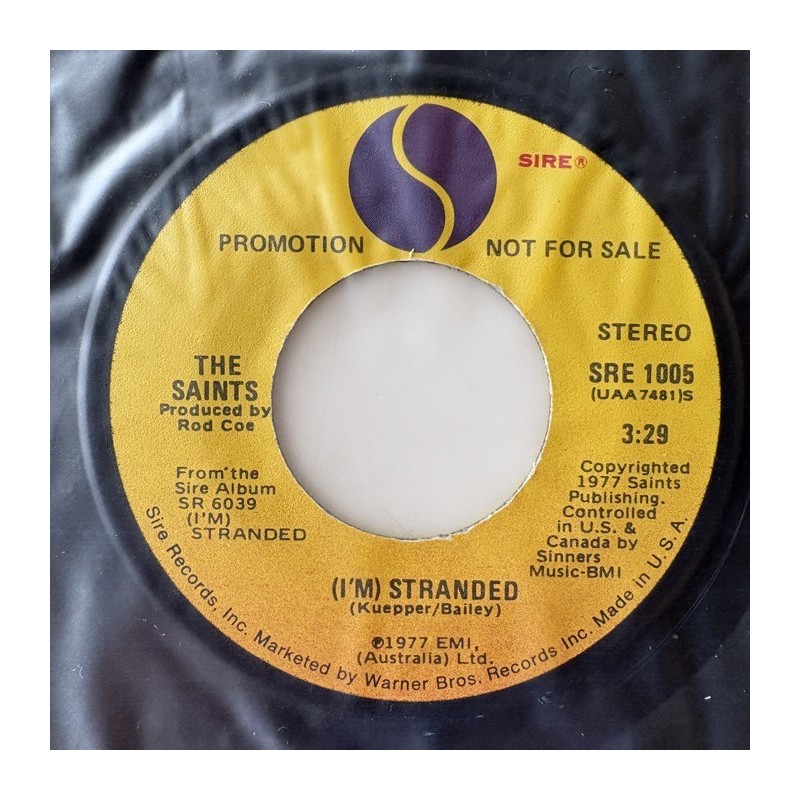 SIRE®
PROMOTION NOT FOR SALE
STEREO
THE
SAINTS
Produced by
Rod Coe
SRE 1005
(UAA7481)S
3:29
From the
Sire Album
SR 6039
(I'M)
STRANDED
Copyrighted
1977 Saints
Publishing.
Controlled
in U.S. &
Canada by
Sinners
Music-BMI
(I'M) STRANDED
(Kuepper/Bailey)
℗1977 EMI,
(Australia) Ltd.
Sire Records, Inc. Marketed by Warner Bros. Records Inc. Made in U.S.A.